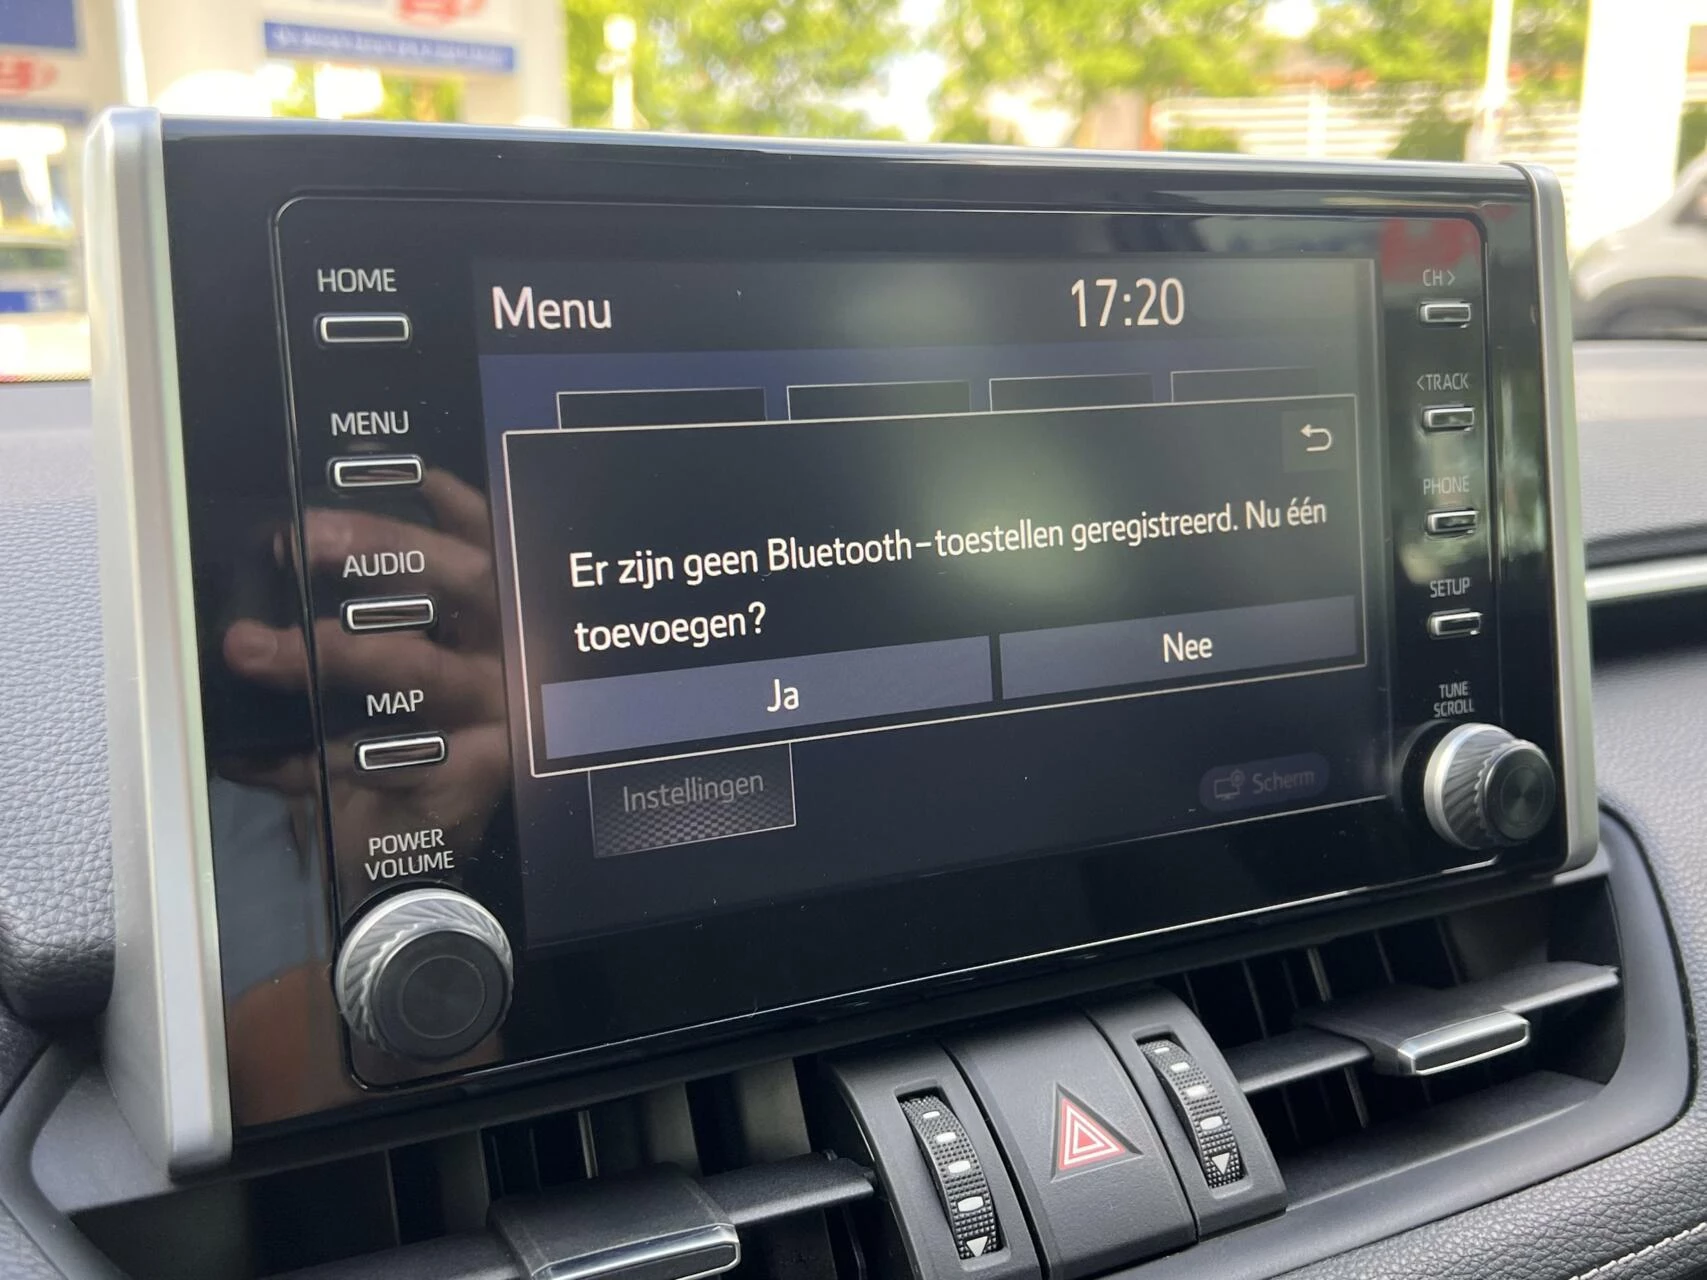 HOME
MENU
AUDIO
MAP
POWER
VOLUME
Menu
17:20
Er zijn geen Bluetooth-toestellen geregistreerd. Nu één
toevoegen?
Ja
Nee
Instellingen
Scherm
CH >
< TRACK
PHONE
SETUP
TUNE
SCROLL